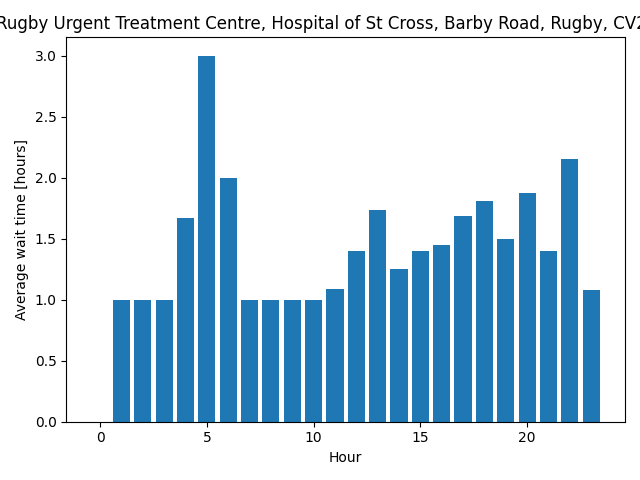 Rugby Urgent Treatment Centre, Hospital of St Cross, Barby Road, Rugby, CV2
3.0
2.5
2.0
1.5
1.0
0.5
0.0
Average wait time [hours]
0 5 10 15 20
Hour